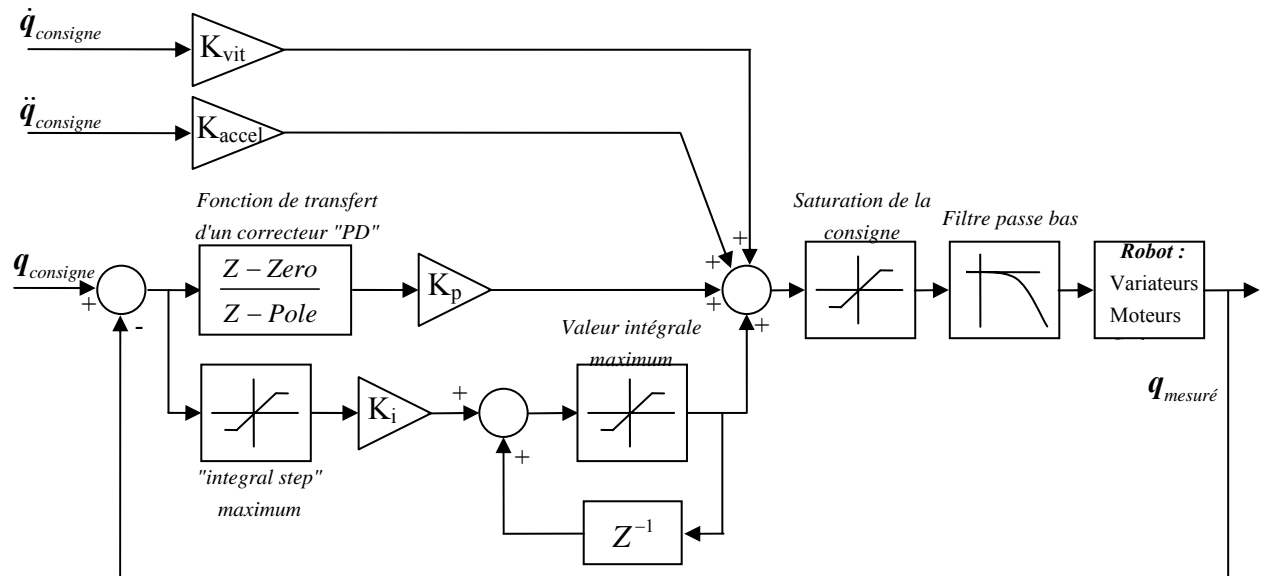 q̇consigne
Kvit
q̈consigne
Kaccel
Fonction de transfert
d'un correcteur "PD"
Saturation de la
consigne
Filtre passe bas
qconsigne
+
-
Z – Zero
Z – Pole
Kp
+
+
+
+
Robot :
Variateurs
Moteurs
Valeur intégrale
maximum
qmesuré
Ki
+
+
"integral step"
maximum
Z⁻¹